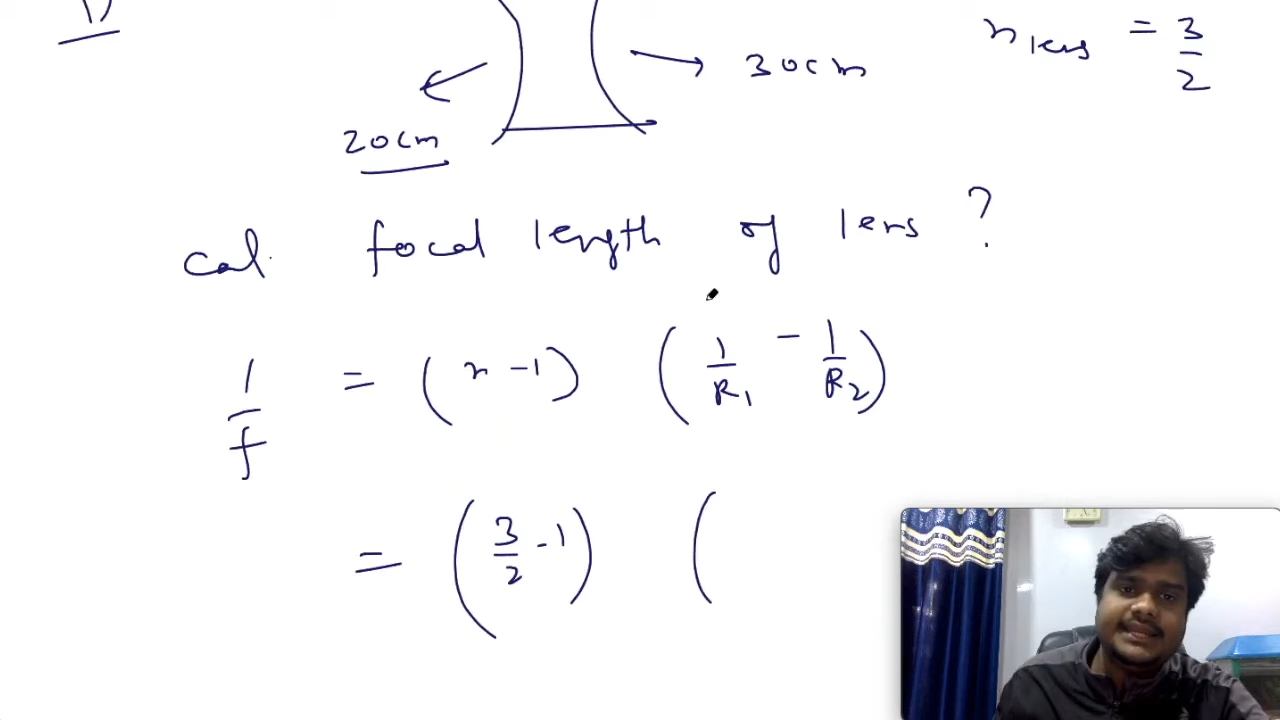 1)
n lens = 3/2
30cm
20cm
cal. focal length of lens ?
1/f = (n - 1) (1/R1 - 1/R2)
= (3/2 - 1) (